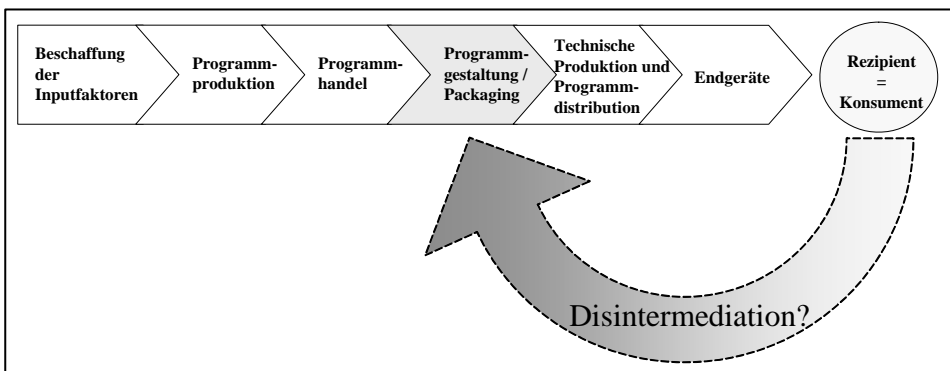 Beschaffung
der
Inputfaktoren
Programm-
produktion
Programm-
handel
Programm-
gestaltung /
Packaging
Technische
Produktion und
Programm-
distribution
Endgeräte
Rezipient
=
Konsument
Disintermediation?